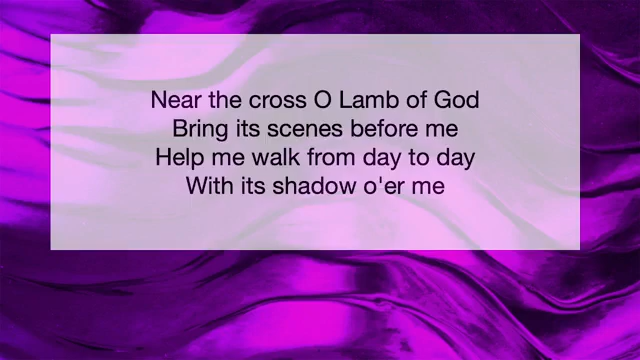 Near the cross O Lamb of God
Bring its scenes before me
Help me walk from day to day
With its shadow o'er me